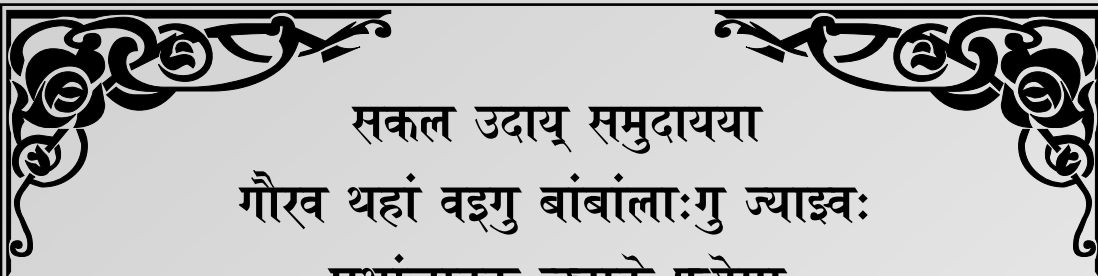 सकल उदाय् समुदायया
गौरव थहां वइगु बांबांलाःगु ज्याझ्वः